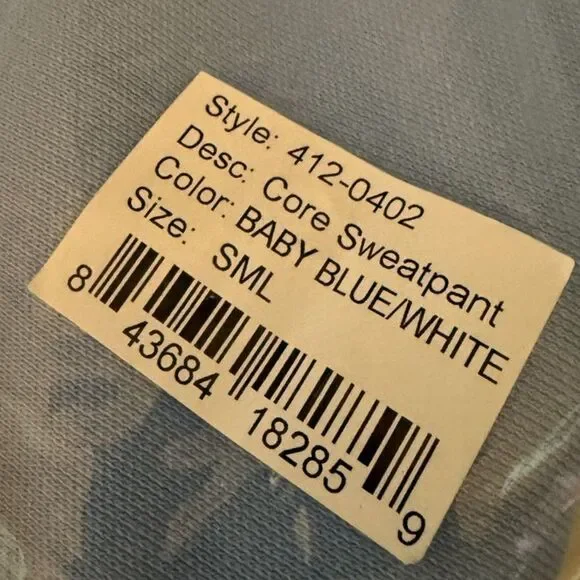 Style: 412-0402
Desc: Core Sweatpant
Color: BABY BLUE/WHITE
Size: SML
8 43684 18285 9